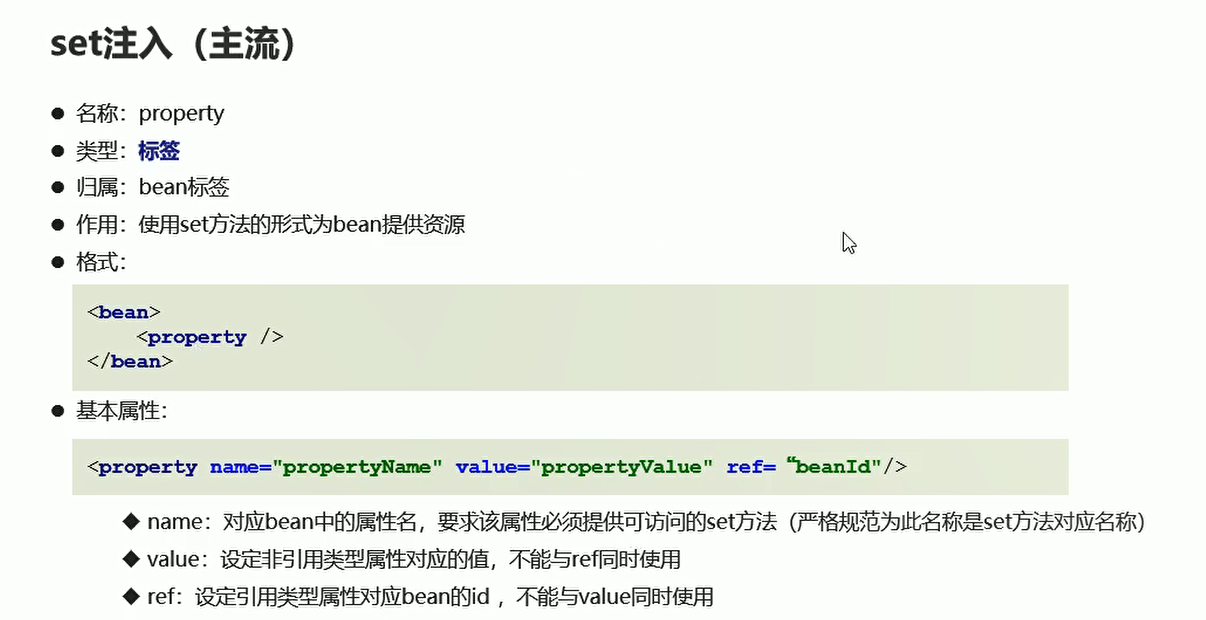 set注入（主流）
● 名称：property
● 类型：标签
● 归属：bean标签
● 作用：使用set方法的形式为bean提供资源
● 格式：
<bean>
    <property />
</bean>
● 基本属性：
<property name="propertyName" value="propertyValue" ref= “beanId"/>
◆ name：对应bean中的属性名，要求该属性必须提供可访问的set方法（严格规范为此名称是set方法对应名称）
◆ value：设定非引用类型属性对应的值，不能与ref同时使用
◆ ref：设定引用类型属性对应bean的id ，不能与value同时使用